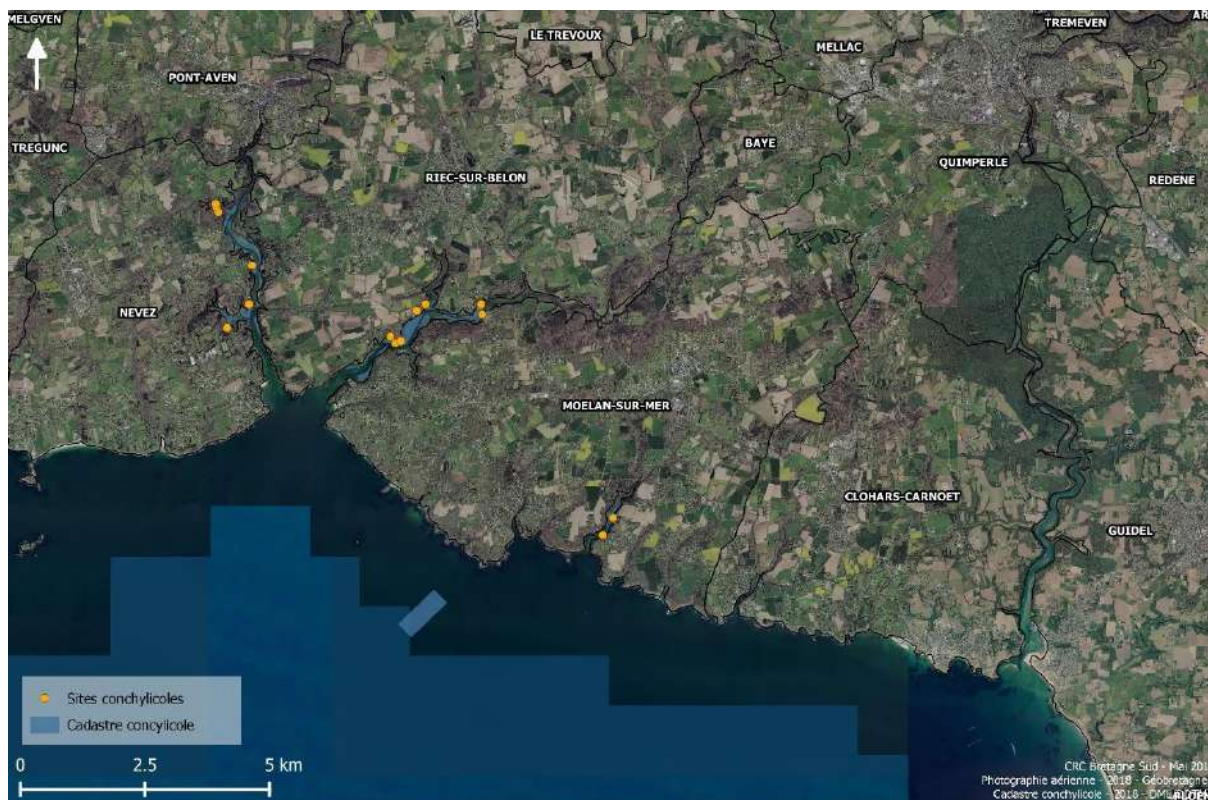 MELGVEN
LE TREVOUX
TREMEVEN
MELLAC
PONT-AVEN
TREGUNC
BAYE
QUIMPERLE
RIEC-SUR-BELON
REDENE
NEVEZ
MOELAN-SUR-MER
CLOHARS-CARNOET
GUIDEL
Sites conchylicoles
Cadastre concylicole
0 2.5 5 km
CRC Bretagne Sud - Mai 201
Photographie aérienne - 2018 - Géobretagne
Cadastre conchylicole - 2018 -